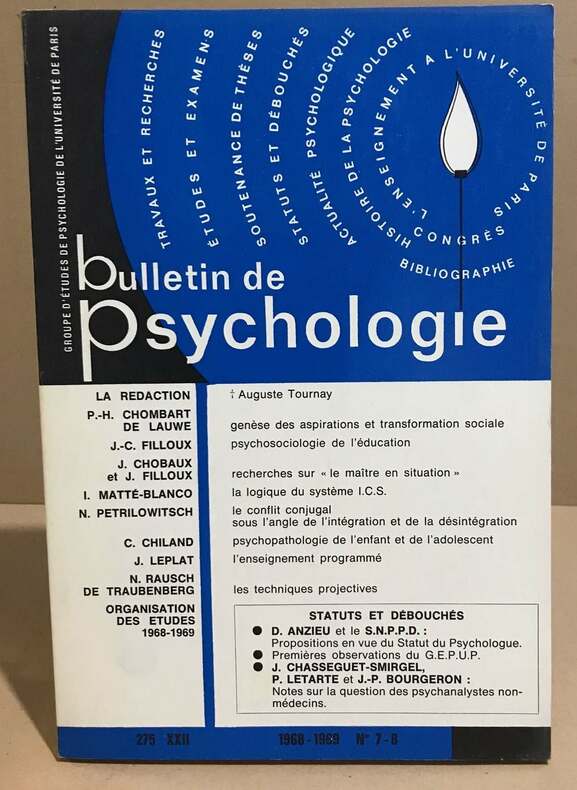 GROUPE D'ÉTUDES DE PSYCHOLOGIE DE L'UNIVERSITÉ DE PARIS
TRAVAUX ET RECHERCHES
ÉTUDES ET EXAMENS
SOUTENANCE DE THÈSES
STATUTS ET DÉBOUCHÉS
ACTUALITÉ PSYCHOLOGIQUE
HISTOIRE DE LA PSYCHOLOGIE
L'ENSEIGNEMENT A L'UNIVERSITÉ DE PARIS
CONGRÈS
BIBLIOGRAPHIE
bulletin de
psychologie
LA REDACTION † Auguste Tournay
P.-H. CHOMBART
DE LAUWE genèse des aspirations et transformation sociale
J.-C. FILLOUX psychosociologie de l'éducation
J. CHOBAUX
et J. FILLOUX recherches sur « le maître en situation »
I. MATTÉ-BLANCO la logique du système I.C.S.
N. PETRILOWITSCH le conflit conjugal
sous l'angle de l'intégration et de la désintégration
C. CHILAND psychopathologie de l'enfant et de l'adolescent
J. LEPLAT l'enseignement programmé
N. RAUSCH
DE TRAUBENBERG les techniques projectives
ORGANISATION
DES ETUDES
1968-1969
STATUTS ET DÉBOUCHÉS
● D. ANZIEU et le S.N.P.P.D. :
Propositions en vue du Statut du Psychologue.
● Premières observations du G.E.P.U.P.
● J. CHASSEGUET-SMIRGEL,
P. LETARTE et J.-P. BOURGERON :
Notes sur la question des psychanalystes non-
médecins.
275 - XXII 1968 - 1969 N° 7-8